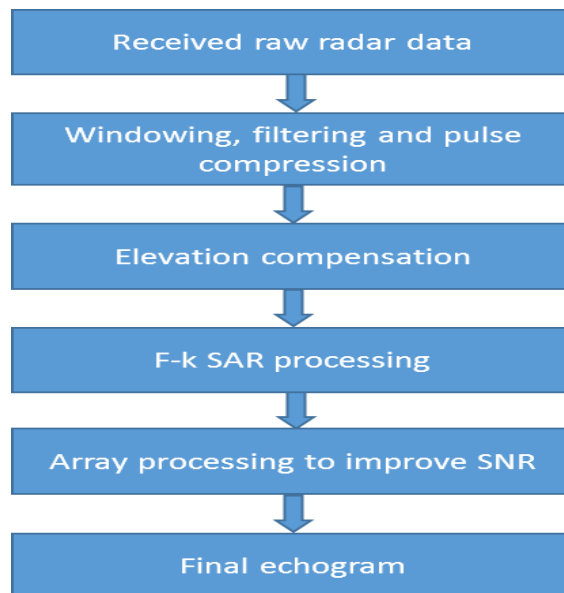 Received raw radar data
Windowing, filtering and pulse
compression
Elevation compensation
F-k SAR processing
Array processing to improve SNR
Final echogram